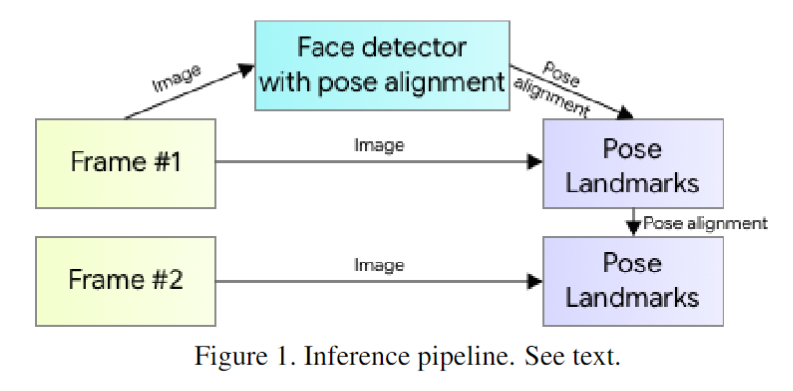 Face detector
with pose alignment
Image
Pose
alignment
Frame #1
Image
Pose
Landmarks
Pose alignment
Frame #2
Image
Pose
Landmarks
Figure 1. Inference pipeline. See text.